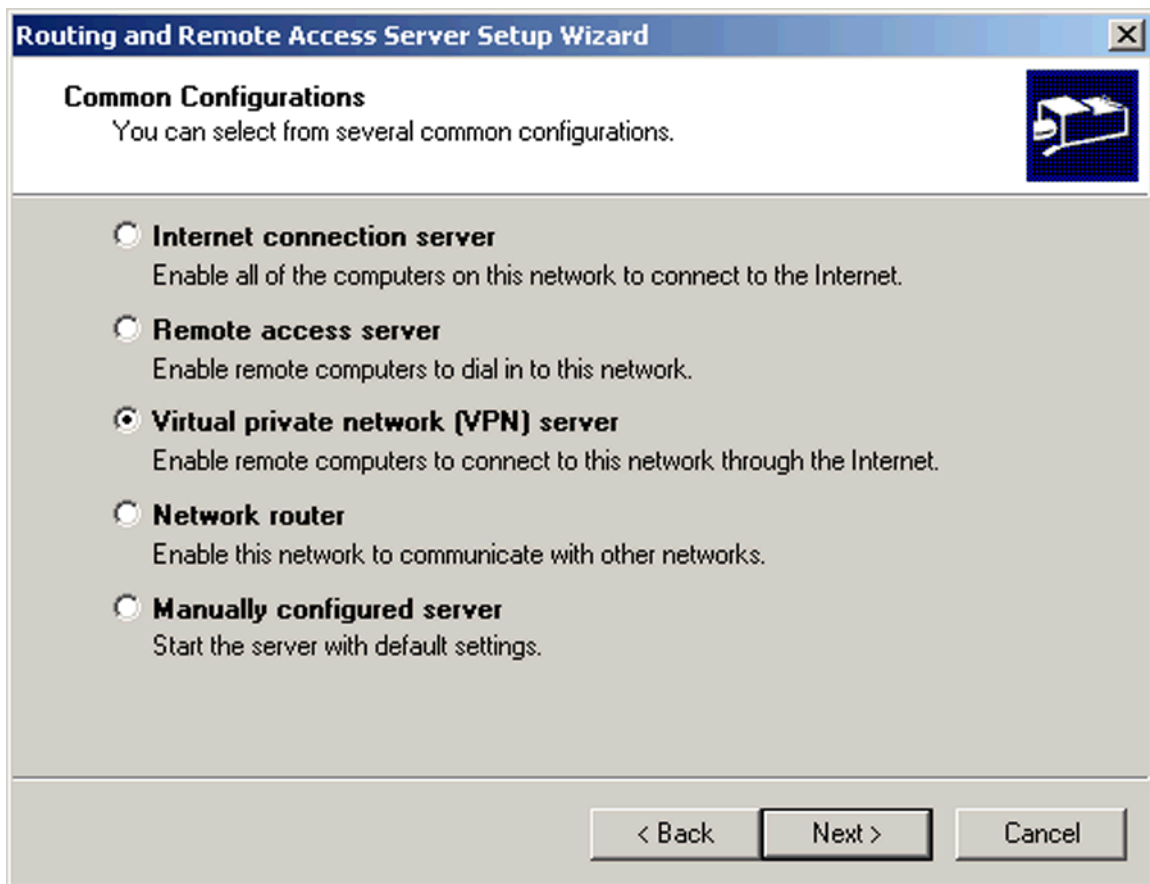 Routing and Remote Access Server Setup Wizard
Common Configurations
You can select from several common configurations.
Internet connection server
Enable all of the computers on this network to connect to the Internet.
Remote access server
Enable remote computers to dial in to this network.
Virtual private network (VPN) server
Enable remote computers to connect to this network through the Internet.
Network router
Enable this network to communicate with other networks.
Manually configured server
Start the server with default settings.
< Back Next > Cancel